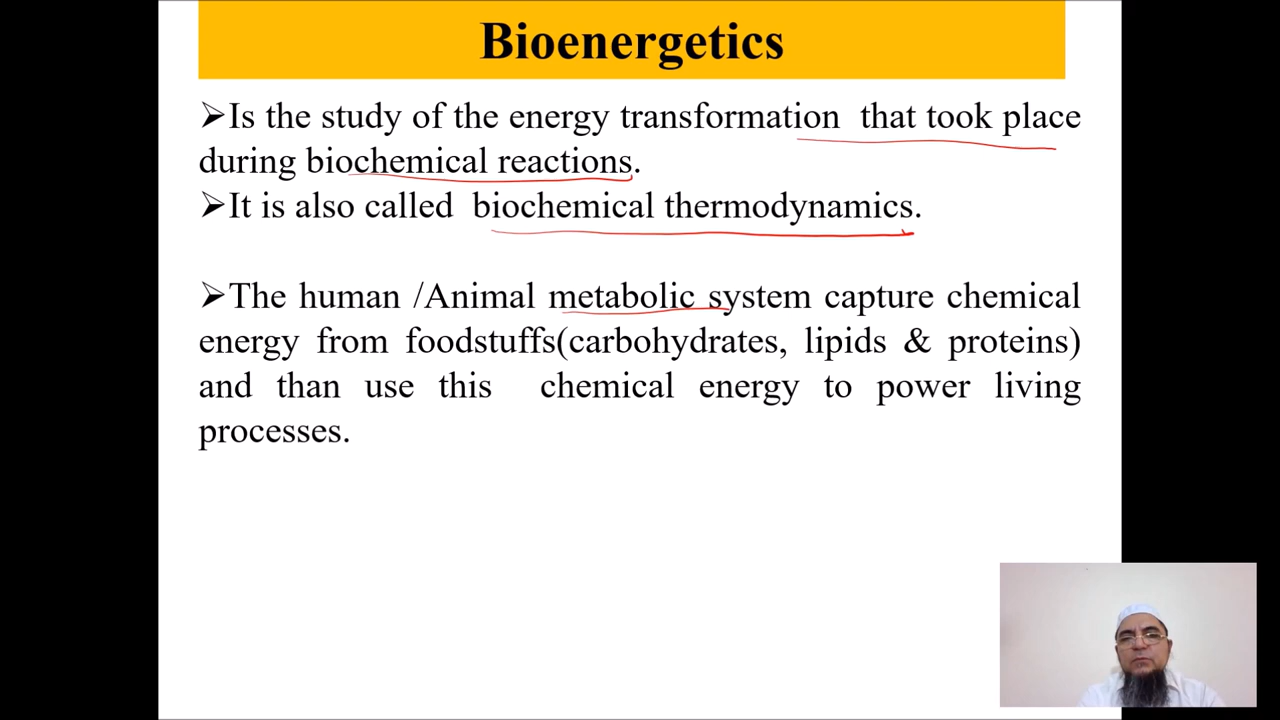 Bioenergetics
➢Is the study of the energy transformation that took place
during biochemical reactions.
➢It is also called biochemical thermodynamics.
➢The human /Animal metabolic system capture chemical
energy from foodstuffs(carbohydrates, lipids & proteins)
and than use this chemical energy to power living
processes.